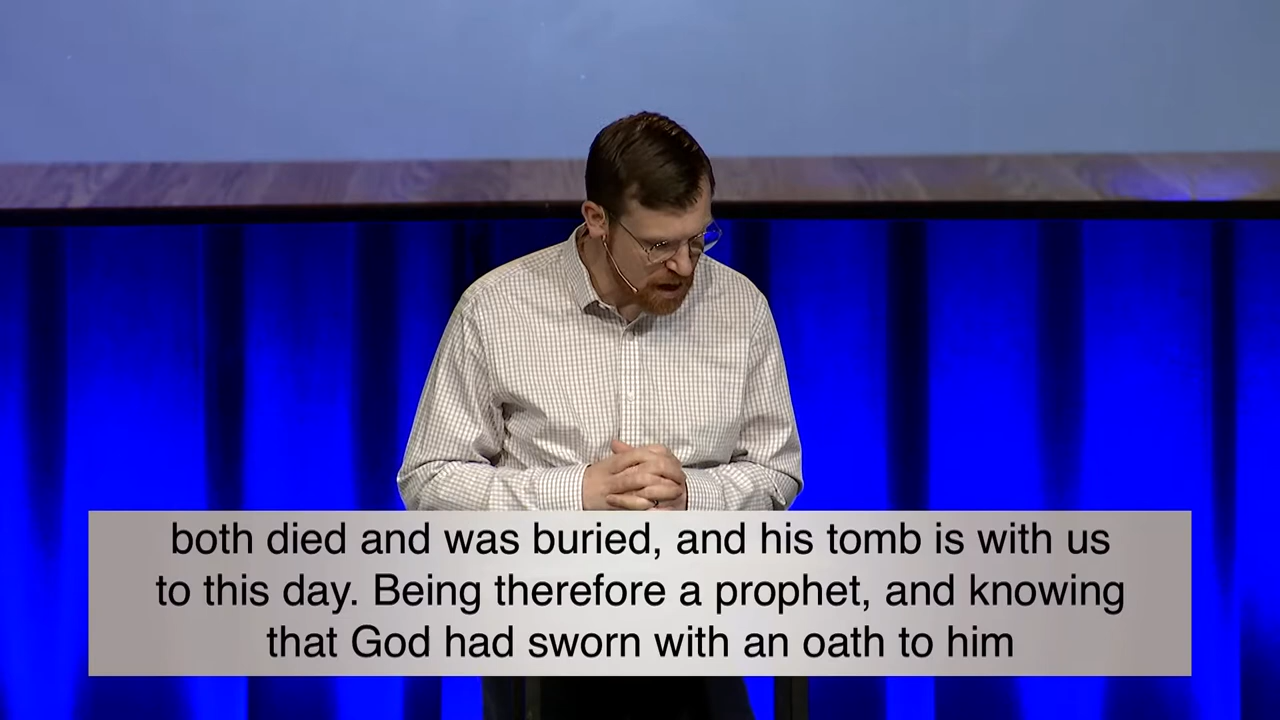 both died and was buried, and his tomb is with us
to this day. Being therefore a prophet, and knowing
that God had sworn with an oath to him